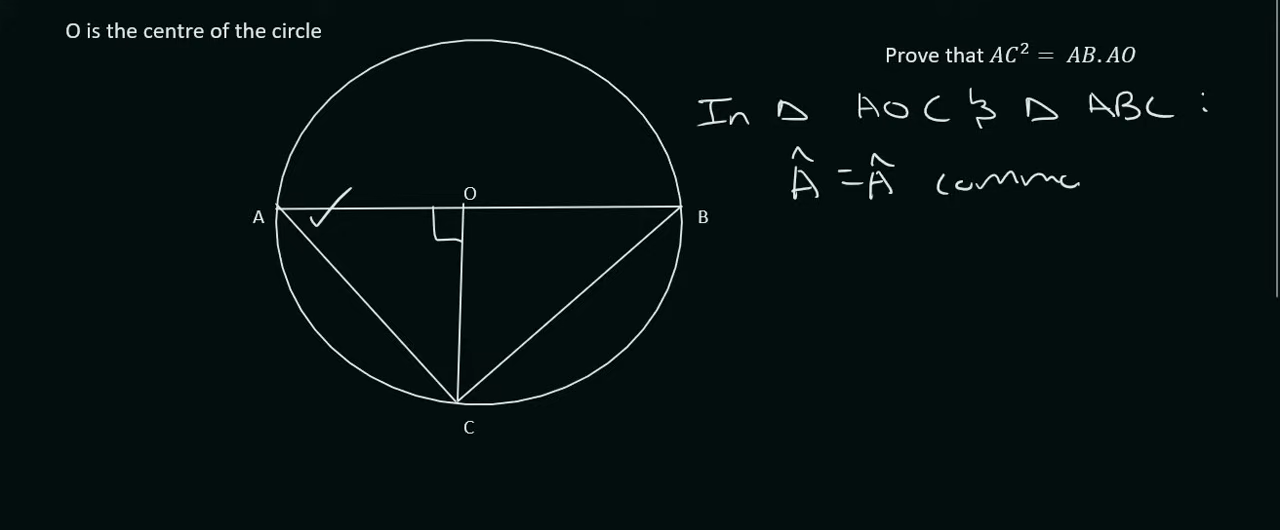 O is the centre of the circle
Prove that AC² = AB.AO
In Δ AOC & Δ ABC :
Â = Â commo
O
A
B
C